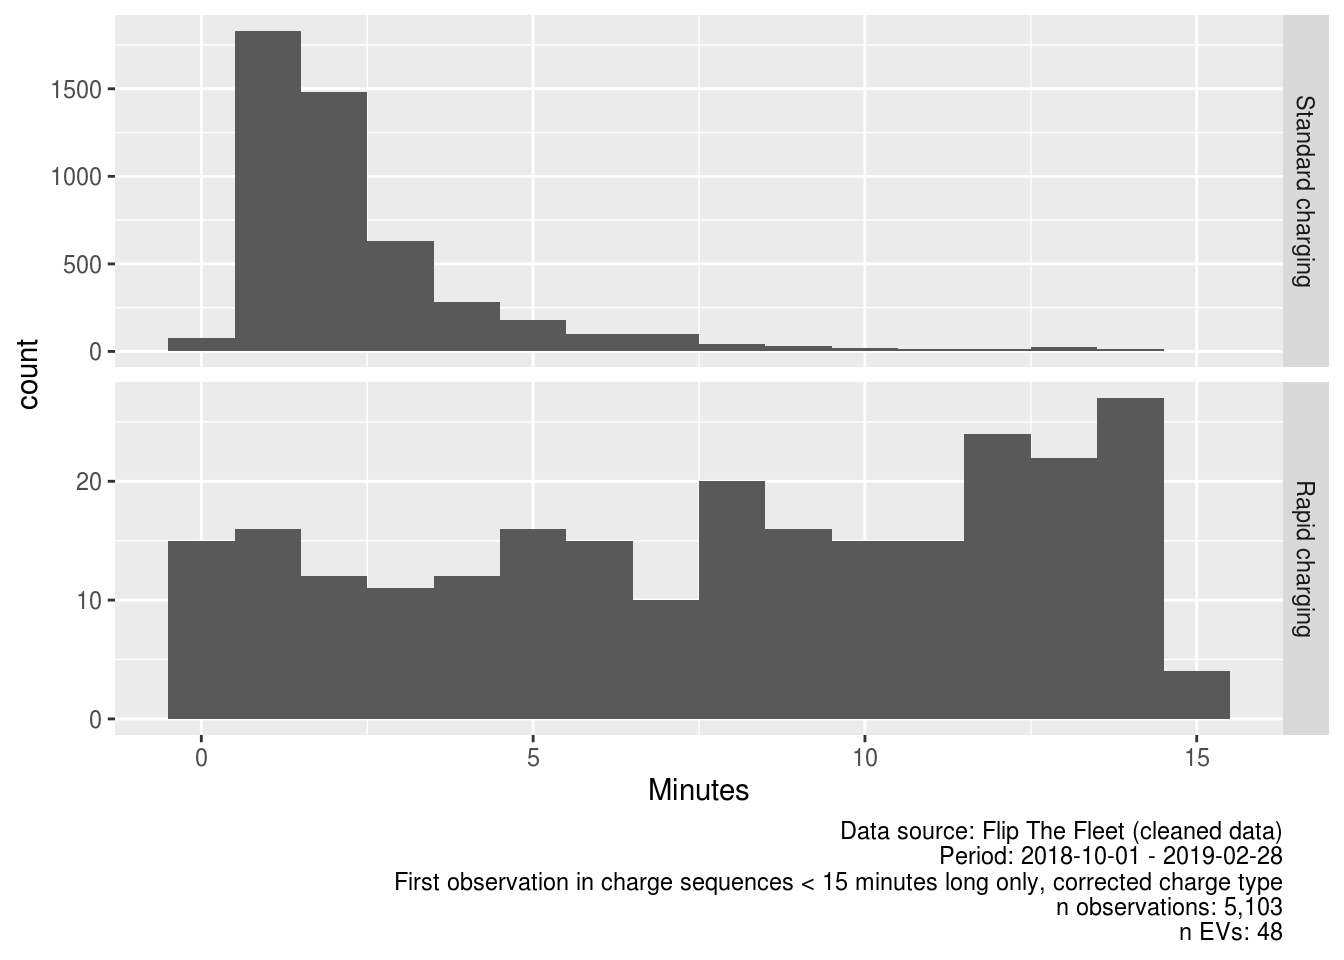 1500
1000
500
0
Standard charging
count
20
10
0
Rapid charging
0 5 10 15
Minutes
Data source: Flip The Fleet (cleaned data)
Period: 2018-10-01 - 2019-02-28
First observation in charge sequences < 15 minutes long only, corrected charge type
n observations: 5,103
n EVs: 48